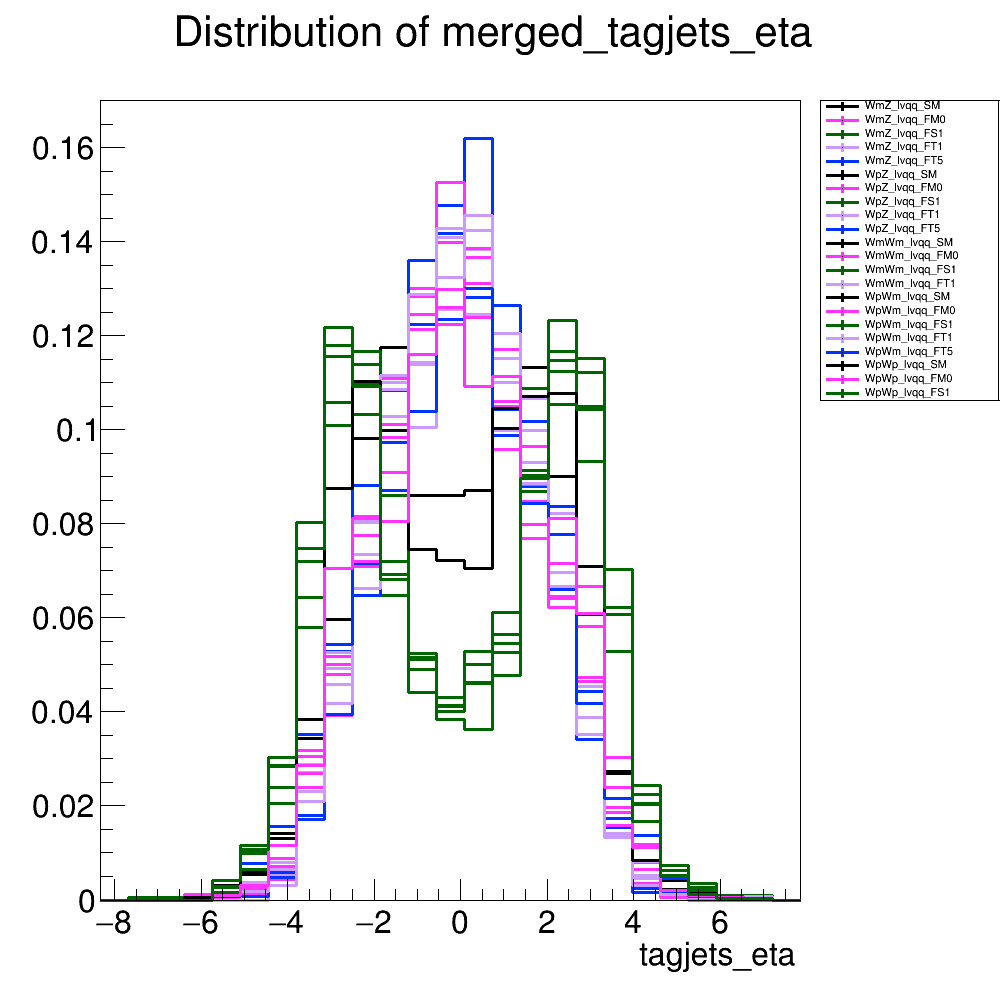 Distribution of merged_tagjets_eta
WmZ_lvqq_SM
WmZ_lvqq_FM0
WmZ_lvqq_FS1
WmZ_lvqq_FT1
WmZ_lvqq_FT5
WpZ_lvqq_SM
WpZ_lvqq_FM0
WpZ_lvqq_FS1
WpZ_lvqq_FT1
WpZ_lvqq_FT5
WmWm_lvqq_SM
WmWm_lvqq_FM0
WmWm_lvqq_FS1
WmWm_lvqq_FT1
WpWm_lvqq_SM
WpWm_lvqq_FM0
WpWm_lvqq_FS1
WpWm_lvqq_FT1
WpWm_lvqq_FT5
WpWp_lvqq_SM
WpWp_lvqq_FM0
WpWp_lvqq_FS1
0.16
0.14
0.12
0.1
0.08
0.06
0.04
0.02
0
−8 −6 −4 −2 0 2 4 6
tagjets_eta